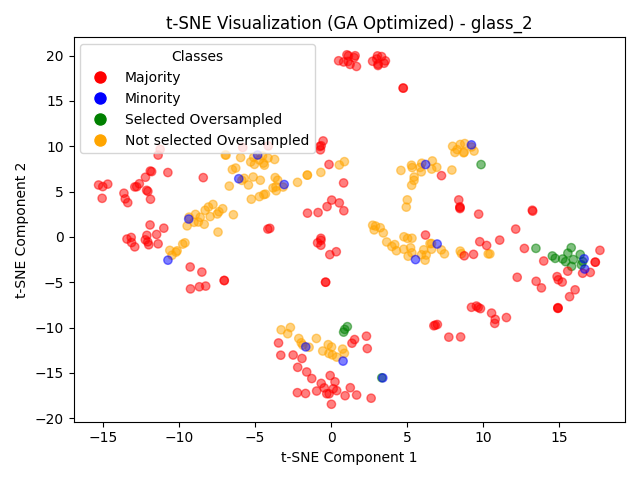 t-SNE Visualization (GA Optimized) - glass_2
Classes
Majority
Minority
Selected Oversampled
Not selected Oversampled
t-SNE Component 2
20
15
10
5
0
−5
−10
−15
−20
−15
−10
−5
0
5
10
15
t-SNE Component 1